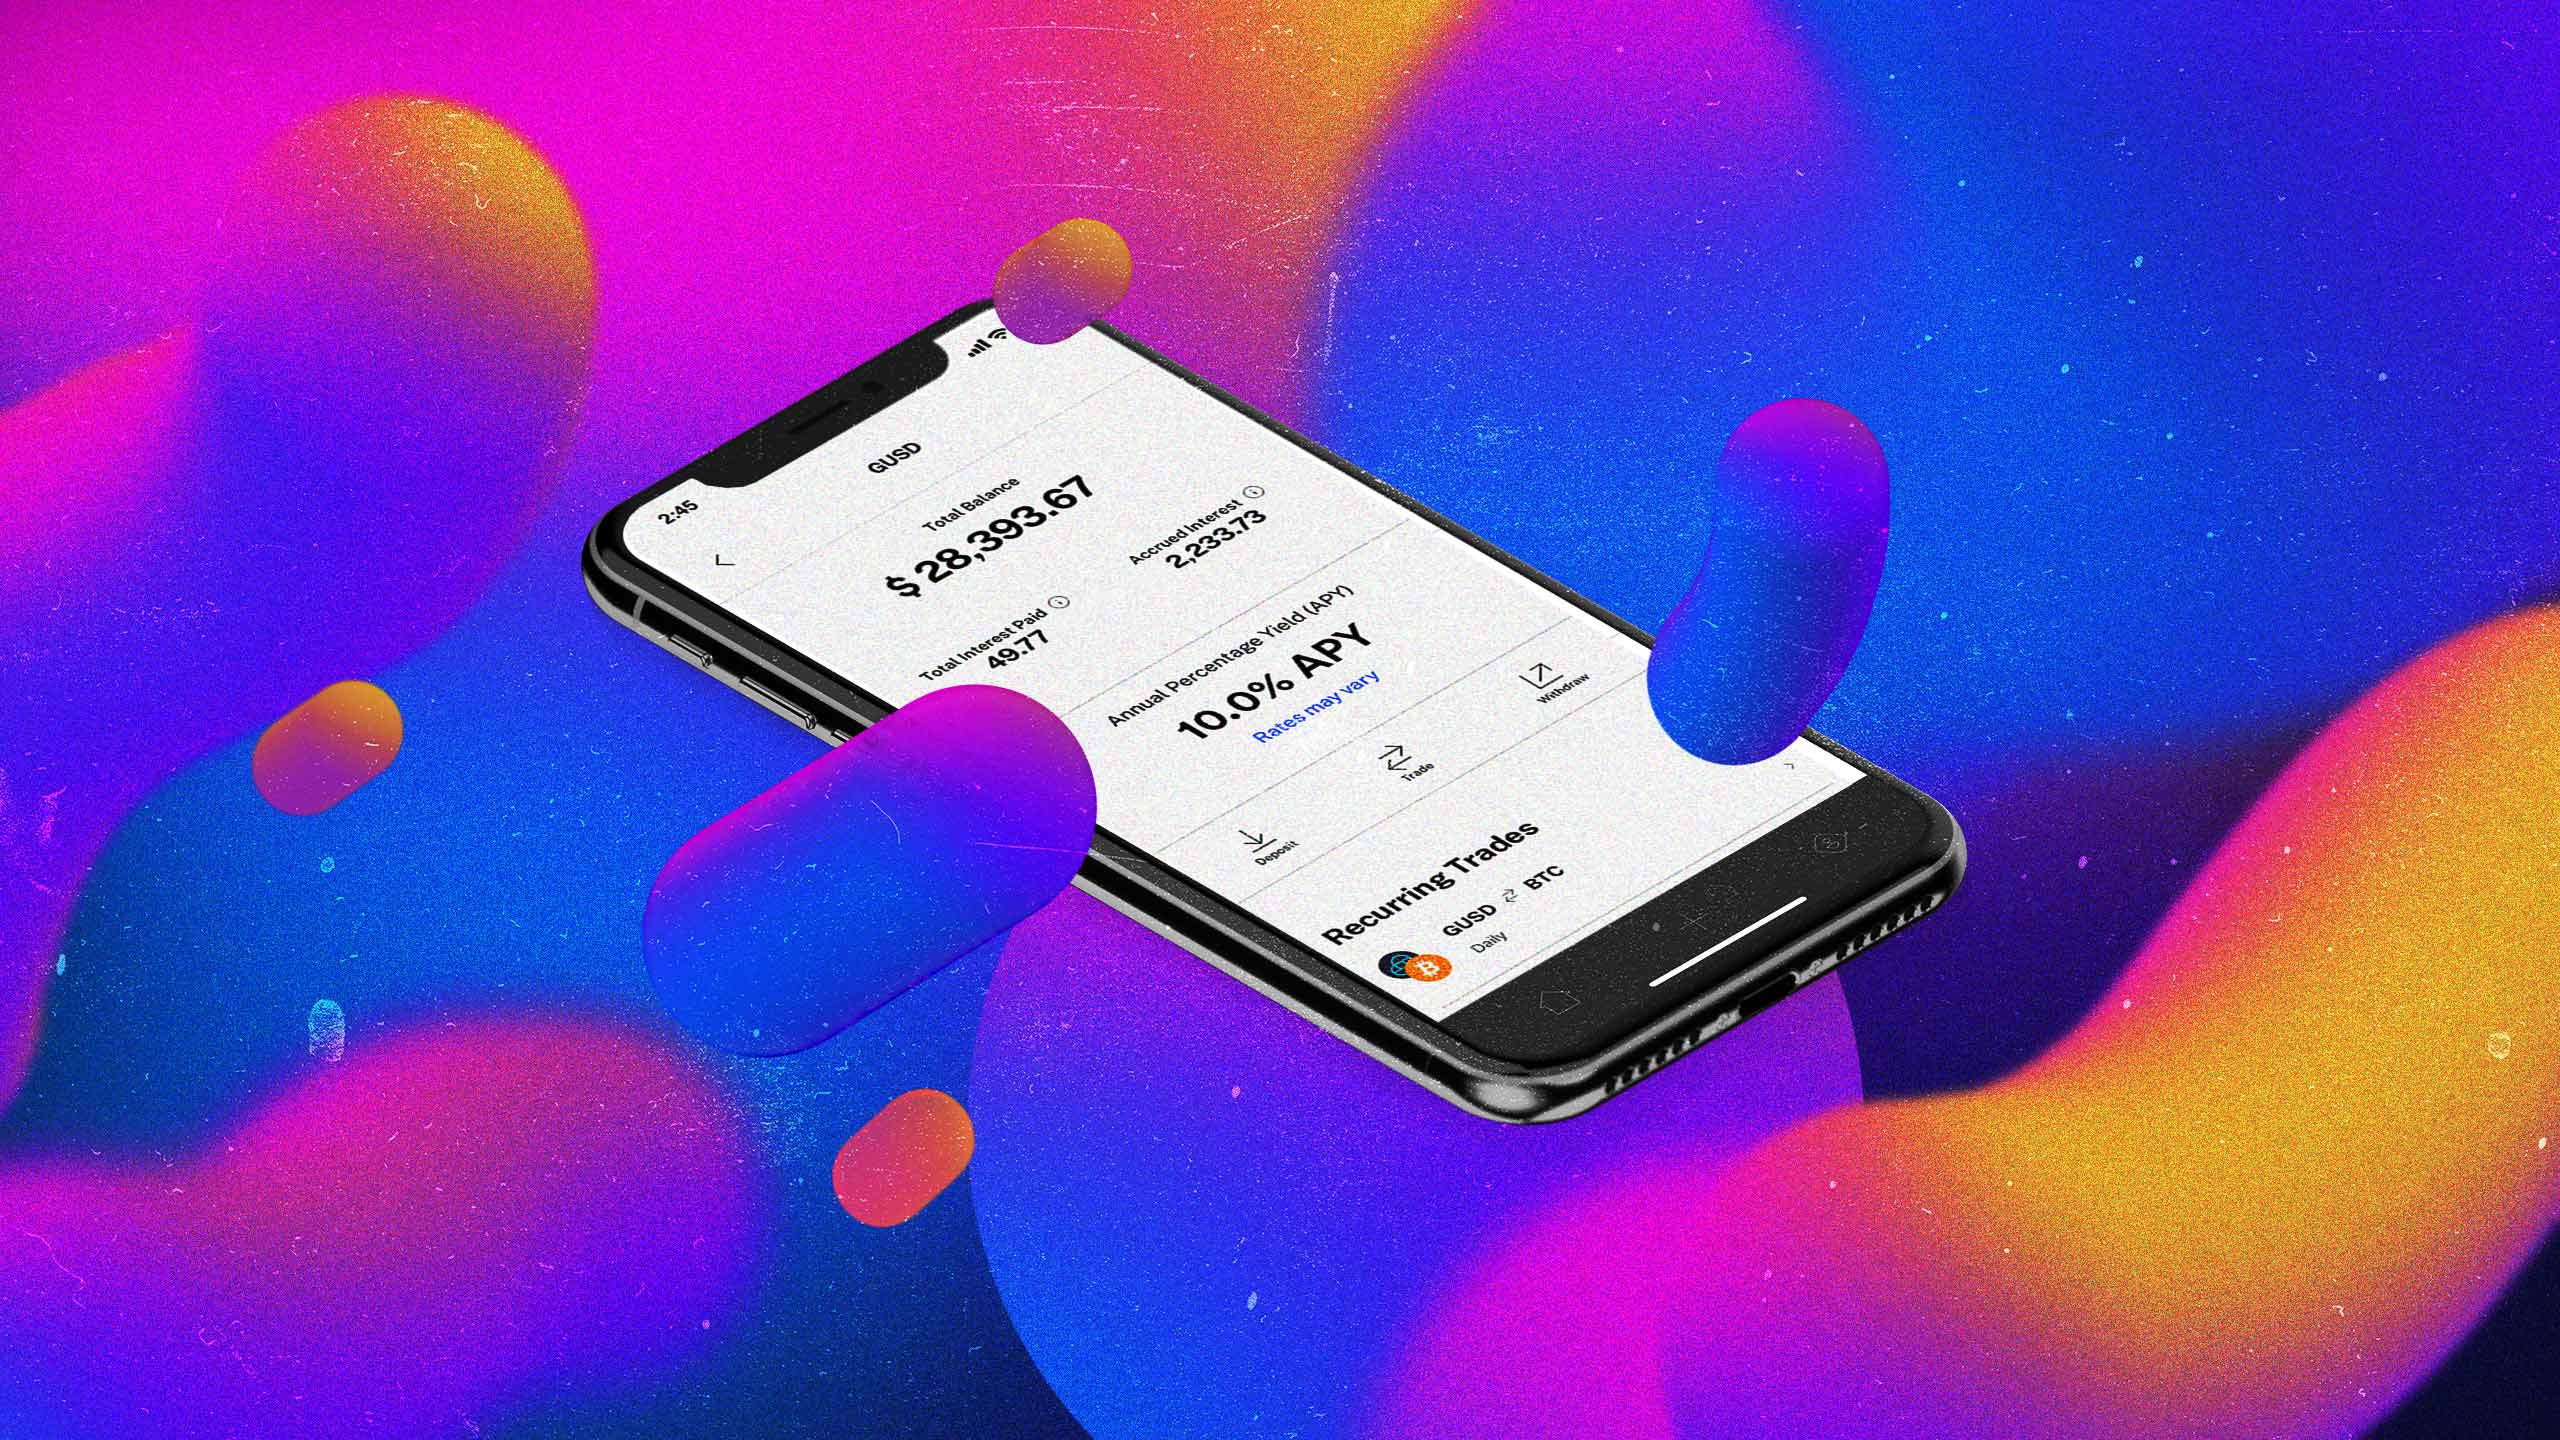 2:45
GUSD
Total Balance
$ 28,393.67
Total Interest Paid
49.77
Accrued Interest
2,233.73
Annual Percentage Yield (APY)
10.0% APY
Rates may vary
Deposit
Trade
Withdraw
Recurring Trades
GUSD BTC
Daily